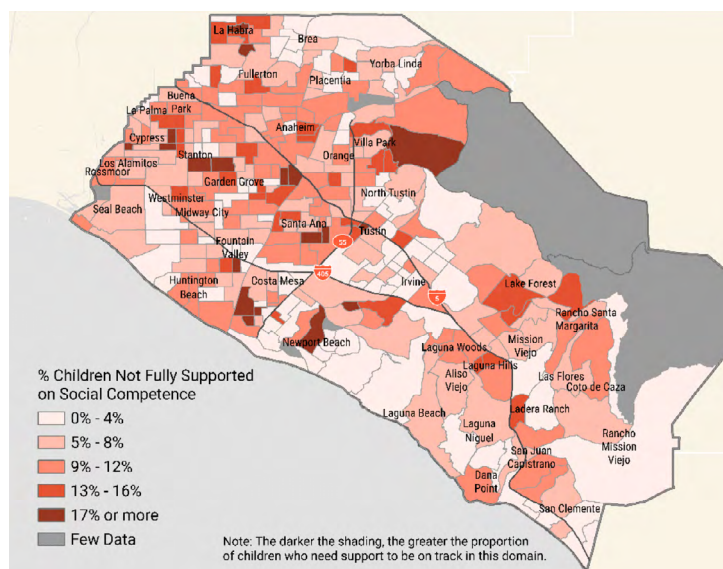 La Habra
Brea
Yorba Linda
Fullerton
Placentia
Buena
Park
La Palma
Anaheim
Cypress
Villa Park
Orange
Stanton
Los Alamitos
Rossmoor
Garden Grove
North Tustin
Westminster
Seal Beach
Midway City
Santa Ana
Tustin
55
Fountain
Valley
405
Costa Mesa
Irvine
Huntington
Beach
5
Lake Forest
Rancho Santa
Margarita
Newport Beach
Laguna Woods
Mission
Viejo
Laguna Hills
Aliso
Viejo
Las Flores
Coto de Caza
Laguna Beach
Ladera Ranch
Laguna
Niguel
Rancho
Mission
Viejo
San Juan
Capistrano
Dana
Point
San Clemente
% Children Not Fully Supported
on Social Competence
0% - 4%
5% - 8%
9% - 12%
13% - 16%
17% or more
Few Data
Note: The darker the shading, the greater the proportion
of children who need support to be on track in this domain.